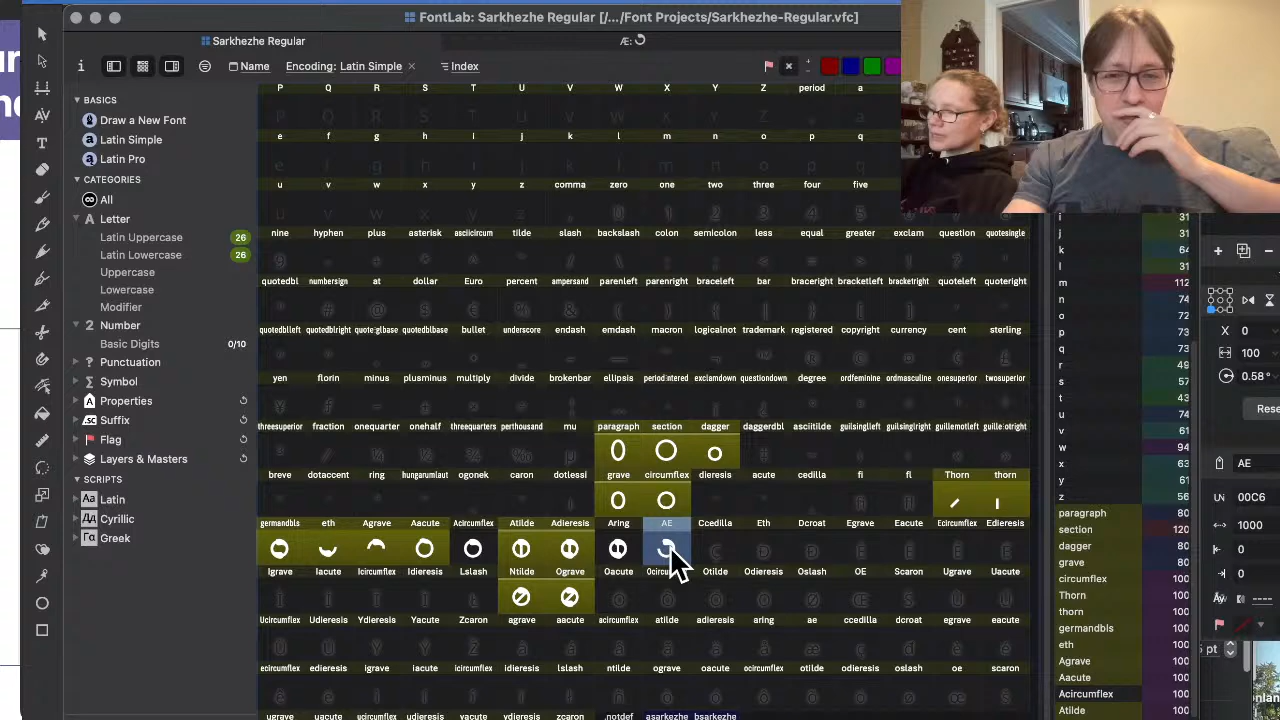 FontLab: Sarkhezhe Regular [/.../Font Projects/Sarkhezhe-Regular.vfc]
Sarkhezhe Regular
Æ:
i Name Encoding: Latin Simple × Index
BASICS
Draw a New Font
Latin Simple
Latin Pro
CATEGORIES
All
Letter
Latin Uppercase 26
Latin Lowercase 26
Uppercase
Lowercase
Modifier
Number
Basic Digits 0/10
Punctuation
Symbol
Properties
Suffix
Flag
Layers & Masters
SCRIPTS
Latin
Cyrillic
Greek
P Q R S T U V W X Y Z period a
e f g h i j k l m n o p q
u v w x y z comma zero one two three four five
nine hyphen plus asterisk asciicircum tilde slash backslash colon semicolon less equal greater exclam question quotesingle
quotedbl numbersign at dollar Euro percent ampersand parenleft parenright braceleft bar braceright bracketleft bracketright quoteleft quoteright
quotedblleft quotedblright quotedblbase bullet underscore endash emdash macron logicalnot trademark registered copyright currency cent sterling
yen florin minus plusminus multiply divide brokenbar ellipsis exclamdown questiondown degree ordfeminine ordmasculine onesuperior twosuperior
threesuperior fraction onequarter onehalf threequarters perthousand mu paragraph section dagger daggerdbl asciitilde guilsinglleft guilsinglright guillemotleft
breve dotaccent ring hungarumlaut ogonek caron dotlessi grave circumflex dieresis acute cedilla fi fl Thorn thorn
germandbls eth Agrave Aacute Acircumflex Atilde Adieresis Aring AE Ccedilla Eth Dcroat Egrave Eacute Ecircumflex Edieresis
Igrave Iacute Icircumflex Idieresis Lslash Ntilde Ograve Oacute Otilde Odieresis Oslash OE Scaron Ugrave Uacute
Ucircumflex Udieresis Ydieresis Yacute Zcaron agrave aacute acircumflex atilde adieresis aring ae ccedilla dcroat egrave eacute
ecircumflex edieresis igrave iacute icircumflex idieresis lslash ntilde ograve oacute ocircumflex otilde odieresis oslash oe scaron
ugrave uacute ucircumflex udieresis yacute ydieresis zcaron .notdef asarkezhe bsarkezhe
i 31
j 31
k 64
l 31
m 112
n 74
o 72
p 73
q 73
r 49
s 57
t 43
u 74
v 61
w 94
x 63
y 61
z 56
paragraph 80
section 120
dagger 80
grave 80
circumflex 100
Thorn 100
thorn 100
germandbls 100
eth 100
Agrave 100
Aacute 100
Acircumflex 100
Atilde 100
X 0
100
0.58°
AE
00C6
1000
0
0
5 pt